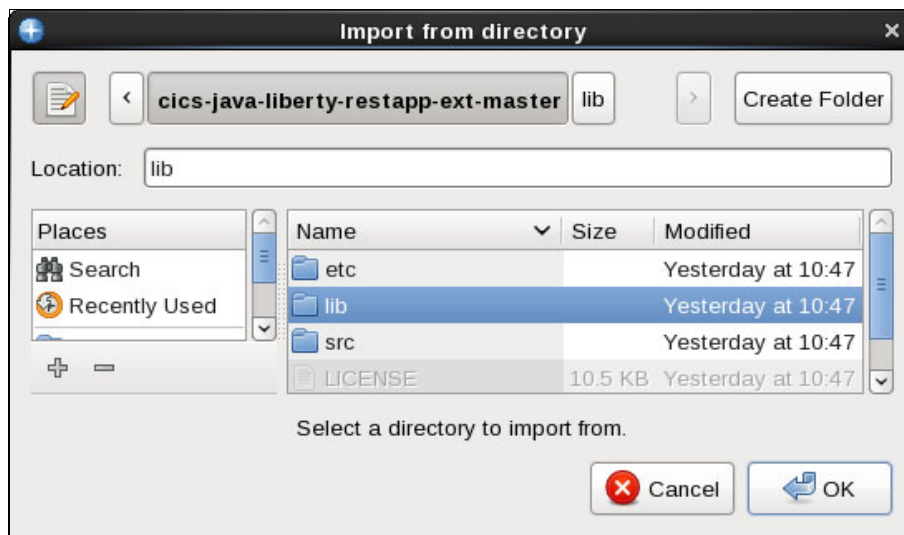 Import from directory
cics-java-liberty-restapp-ext-master lib Create Folder
Location: lib
Places Name Size Modified
Search etc Yesterday at 10:47
Recently Used lib Yesterday at 10:47
src Yesterday at 10:47
LICENSE 10.5 KB Yesterday at 10:47
Select a directory to import from.
Cancel OK